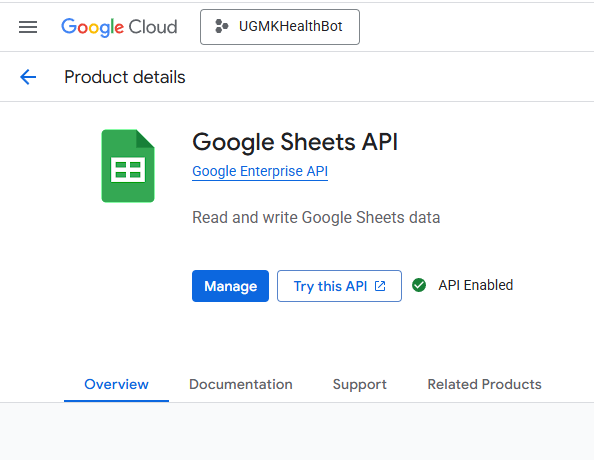 Google Cloud UGMKHealthBot
Product details
Google Sheets API
Google Enterprise API
Read and write Google Sheets data
Manage Try this API API Enabled
Overview Documentation Support Related Products